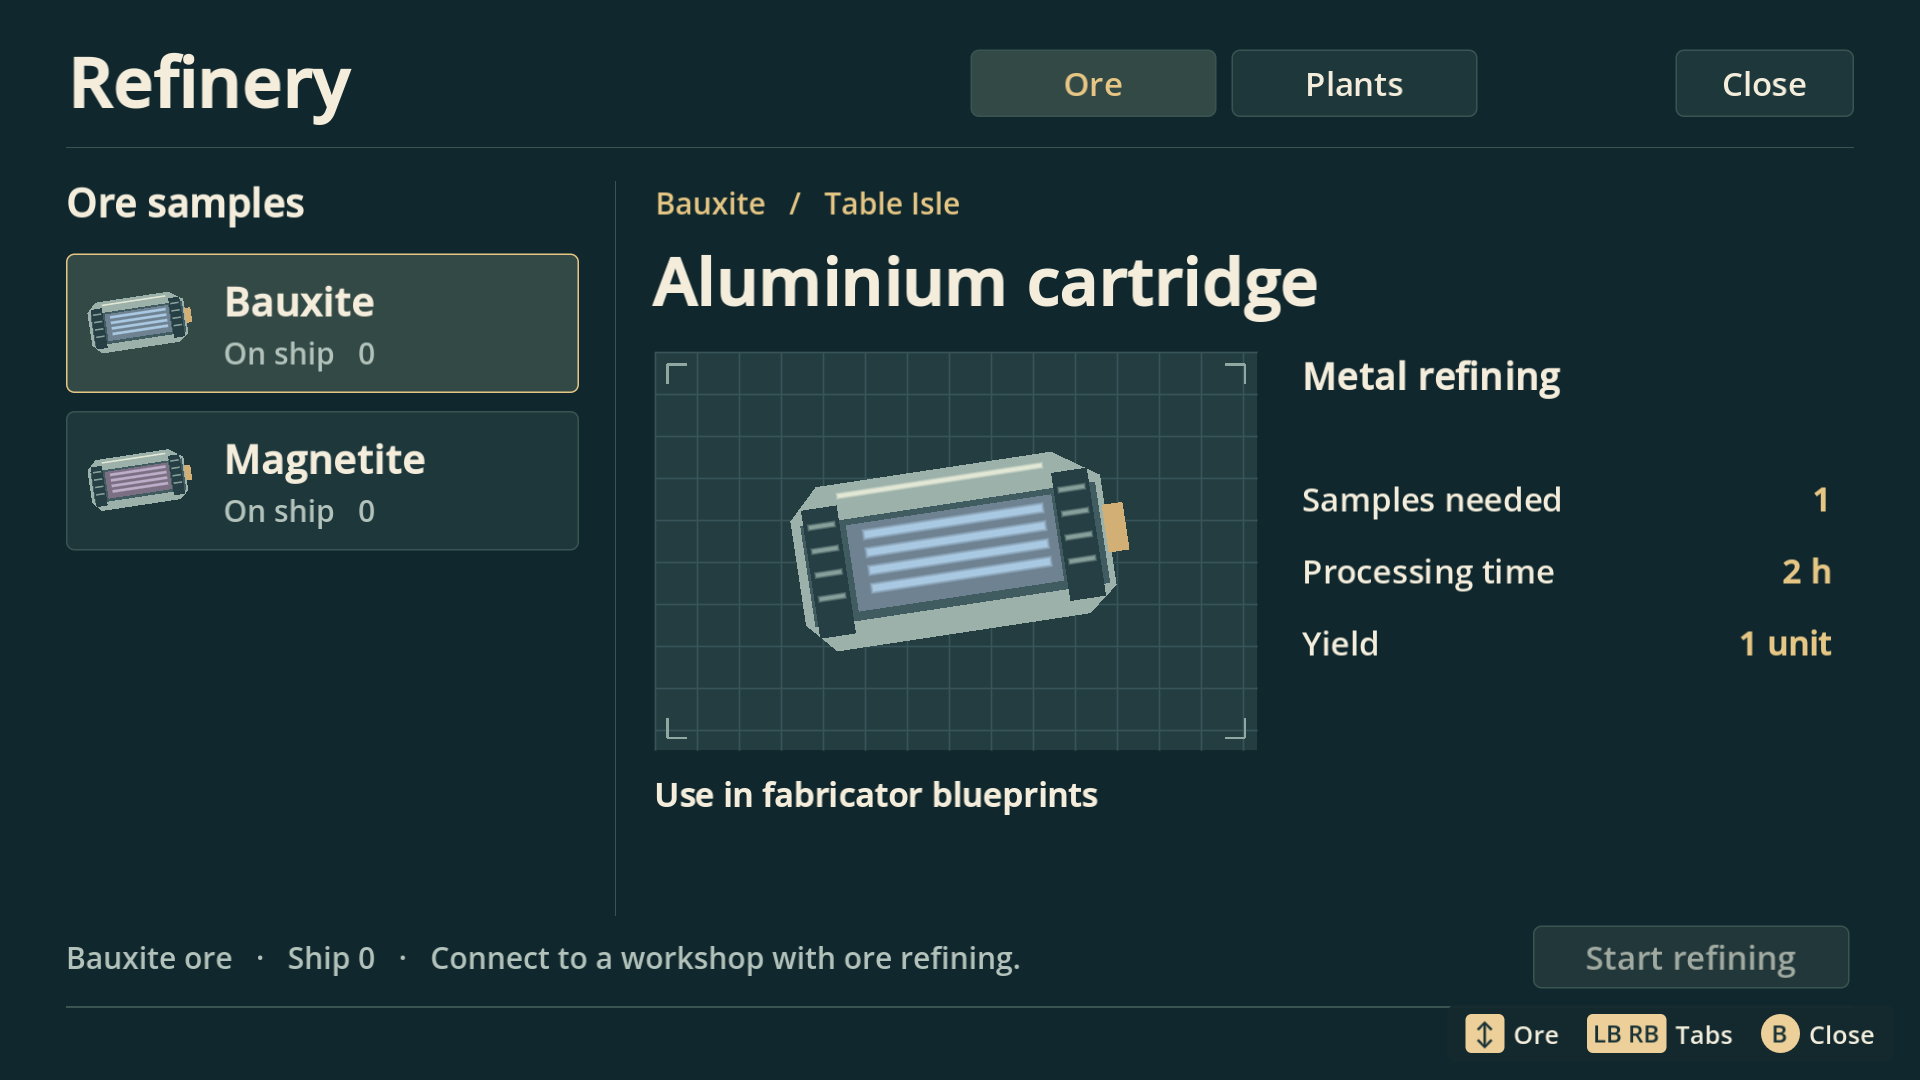 Refinery
Ore
Plants
Close
Ore samples
Bauxite
On ship 0
Magnetite
On ship 0
Bauxite / Table Isle
Aluminium cartridge
Metal refining
Samples needed 1
Processing time 2 h
Yield 1 unit
Use in fabricator blueprints
Bauxite ore · Ship 0 · Connect to a workshop with ore refining.
Start refining
Ore LB RB Tabs B Close